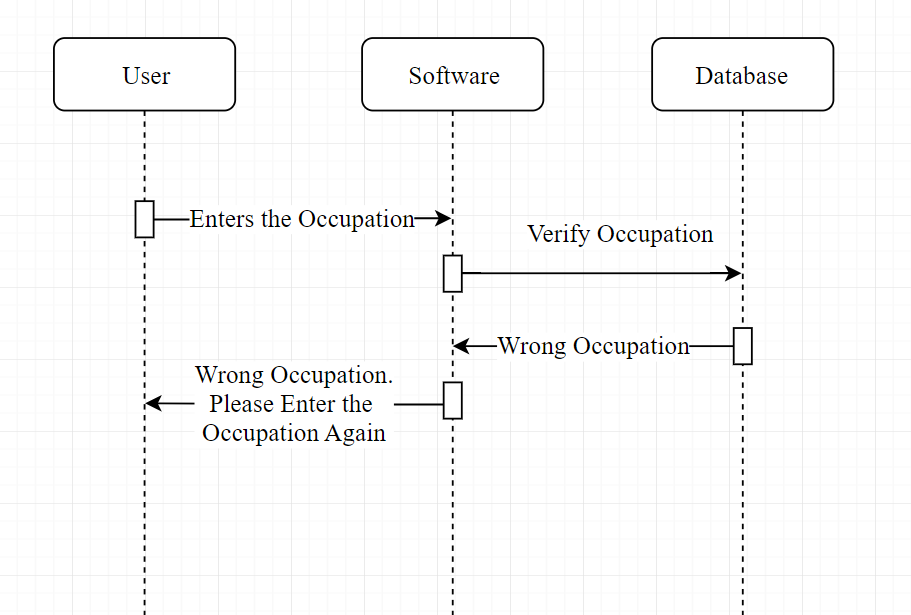 User
Software
Database
Enters the Occupation
Verify Occupation
Wrong Occupation
Wrong Occupation.
Please Enter the
Occupation Again